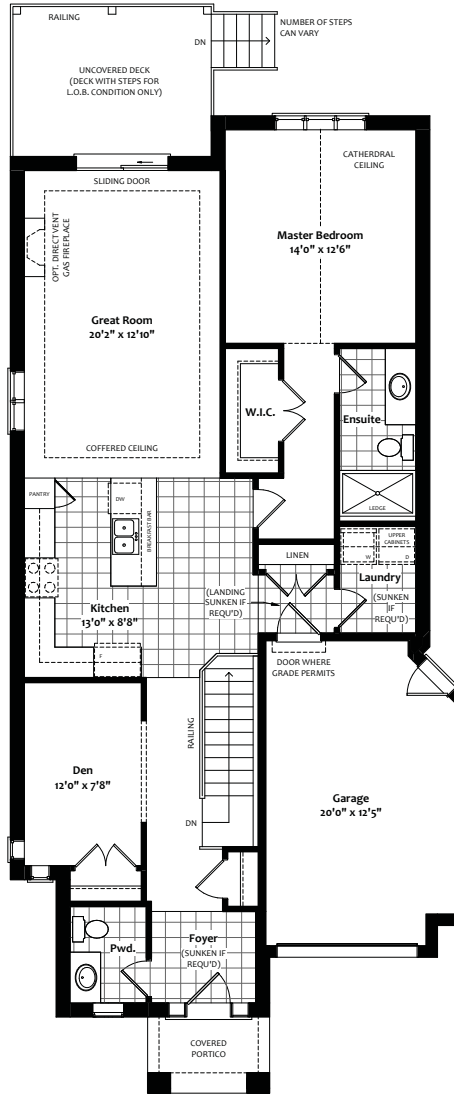 RAILING
NUMBER OF STEPS
CAN VARY
DN
UNCOVERED DECK
(DECK WITH STEPS FOR
L.O.B. CONDITION ONLY)
CATHERDRAL
CEILING
SLIDING DOOR
Master Bedroom
14'0" x 12'6"
OPT. DIRECT VENT
GAS FIREPLACE
Great Room
20'2" x 12'10"
W.I.C.
Ensuite
COFFERED CEILING
LEDGE
PANTRY
DW
BREAKFAST BAR
UPPER
CABINETS
W
D
LINEN
Laundry
(SUNKEN
IF
REQU'D)
(LANDING
SUNKEN IF
REQU'D)
Kitchen
13'0" x 8'8"
F
DOOR WHERE
GRADE PERMITS
RAILING
Den
12'0" x 7'8"
DN
Garage
20'0" x 12'5"
Pwd.
Foyer
(SUNKEN IF
REQU'D)
COVERED
PORTICO